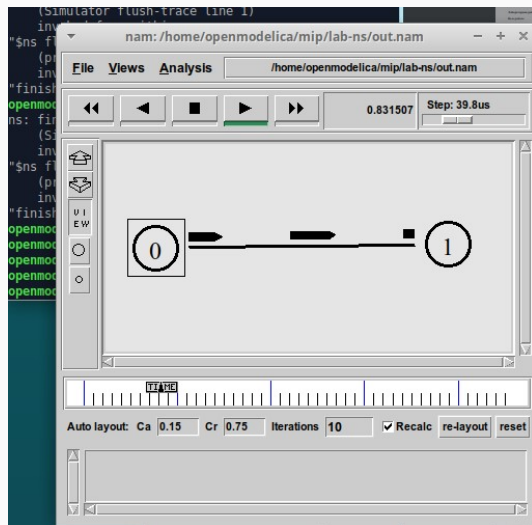 (Simulator flush-trace line 1)
nam: /home/openmodelica/mip/lab-ns/out.nam
inv
"$ns f
(pr
inv
"finish
openmod
ns: fin
(Si
inv
"$ns fl
(pr
inv
"finish
openmod
openmod
openmod
openmod
openmod
File Views Analysis /home/openmodelica/mip/lab-ns/out.nam
0.831507 Step: 39.8us
VI
EW
0 1
TIME
Auto layout: Ca 0.15 Cr 0.75 Iterations 10 Recalc re-layout reset